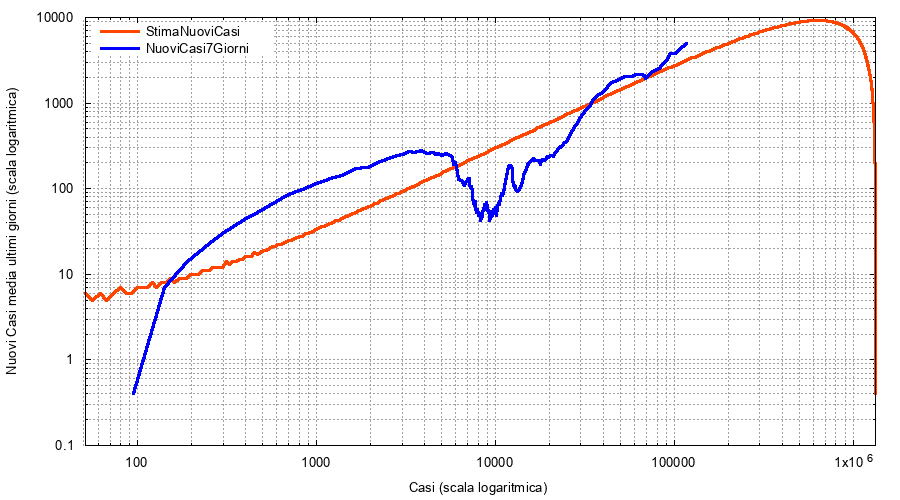 10000
StimaNuoviCasi
NuoviCasi7Giorni
1000
100
10
1
0.1
Nuovi Casi media ultimi giorni (scala logaritmica)
100
1000
10000
100000
1x10 6
Casi (scala logaritmica)